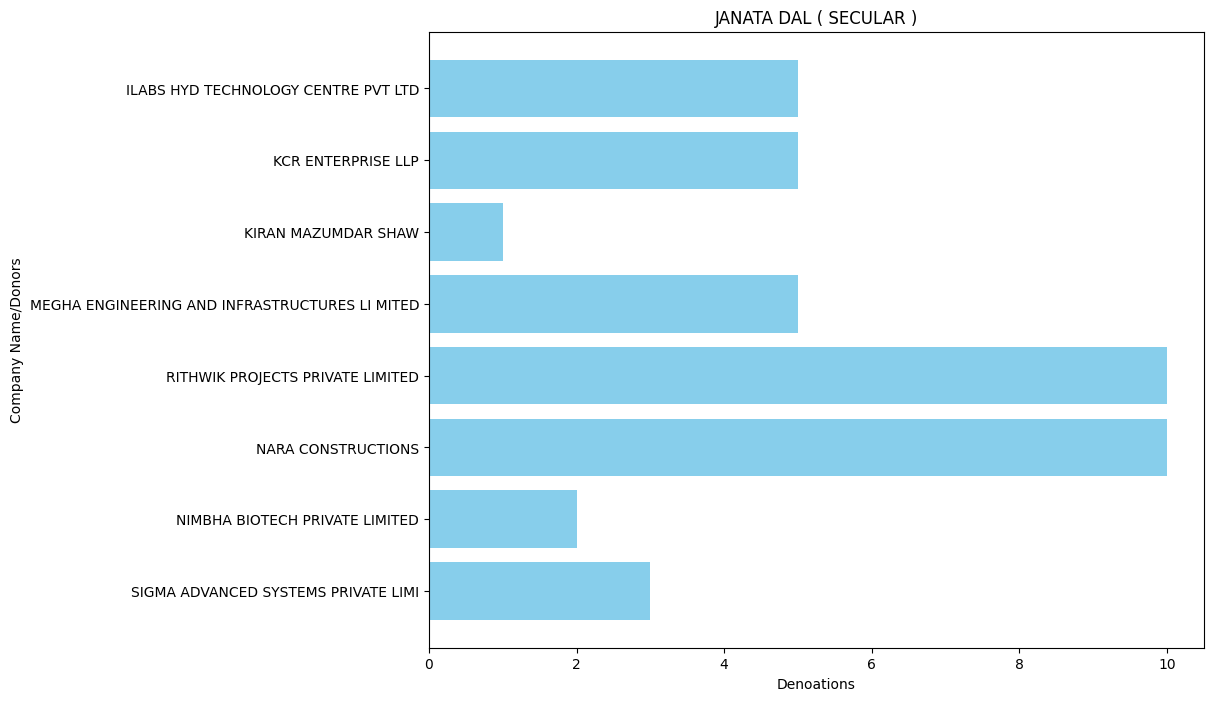 JANATA DAL ( SECULAR )
Company Name/Donors
ILABS HYD TECHNOLOGY CENTRE PVT LTD
KCR ENTERPRISE LLP
KIRAN MAZUMDAR SHAW
MEGHA ENGINEERING AND INFRASTRUCTURES LI MITED
RITHWIK PROJECTS PRIVATE LIMITED
NARA CONSTRUCTIONS
NIMBHA BIOTECH PRIVATE LIMITED
SIGMA ADVANCED SYSTEMS PRIVATE LIMI
0 2 4 6 8 10
Denoations